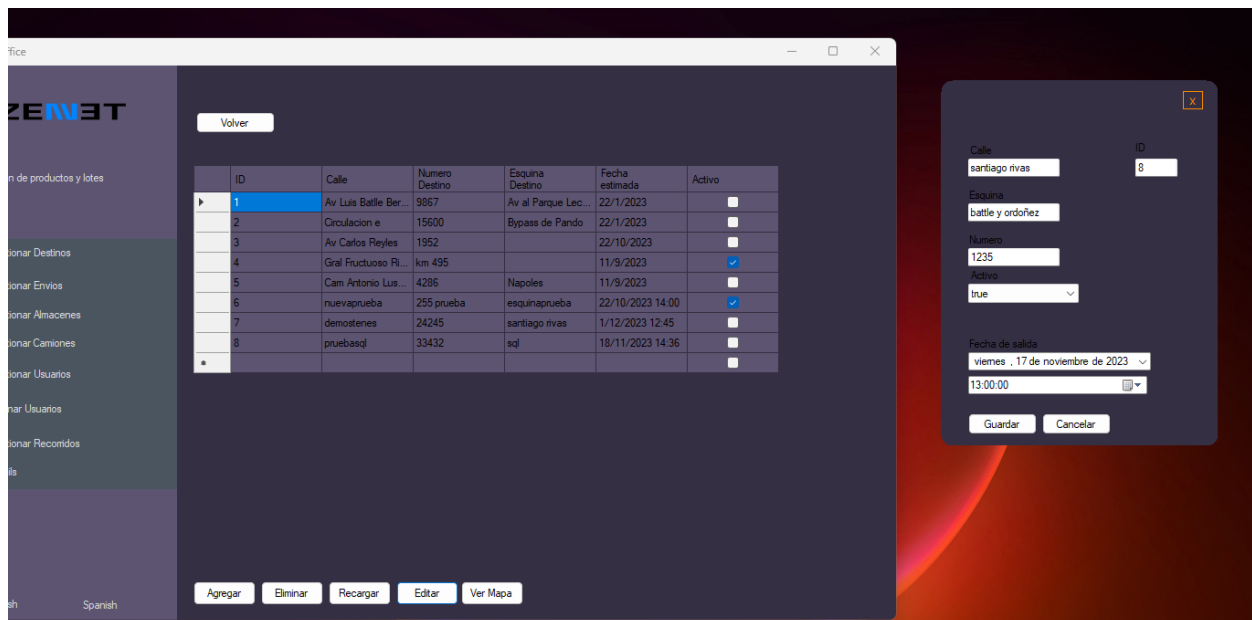 ffice
ZENET
n de productos y lotes
ionar Destinos
ionar Envios
ionar Almacenes
ionar Camiones
ionar Usuarios
nar Usuarios
ionar Recorridos
ils
sh Spanish
Volver
ID Calle Numero Destino Esquina Destino Fecha estimada Activo
1 Av Luis Batlle Ber... 9867 Av al Parque Lec... 22/1/2023
2 Circulacion e 15600 Bypass de Pando 22/1/2023
3 Av Carlos Reyles 1952 22/10/2023
4 Gral Fructuoso Ri... km 495 11/9/2023
5 Cam Antonio Lus... 4286 Napoles 11/9/2023
6 nuevaprueba 255 prueba esquinaprueba 22/10/2023 14:00
7 demostenes 24245 santiago rivas 1/12/2023 12:45
8 pruebasql 33432 sql 18/11/2023 14:36
Agregar Eliminar Recargar Editar Ver Mapa
X
Calle ID
santiago rivas 8
Esquina
battle y ordoñez
Numero
1235
Activo
true
Fecha de salida
viernes , 17 de noviembre de 2023
13:00:00
Guardar Cancelar